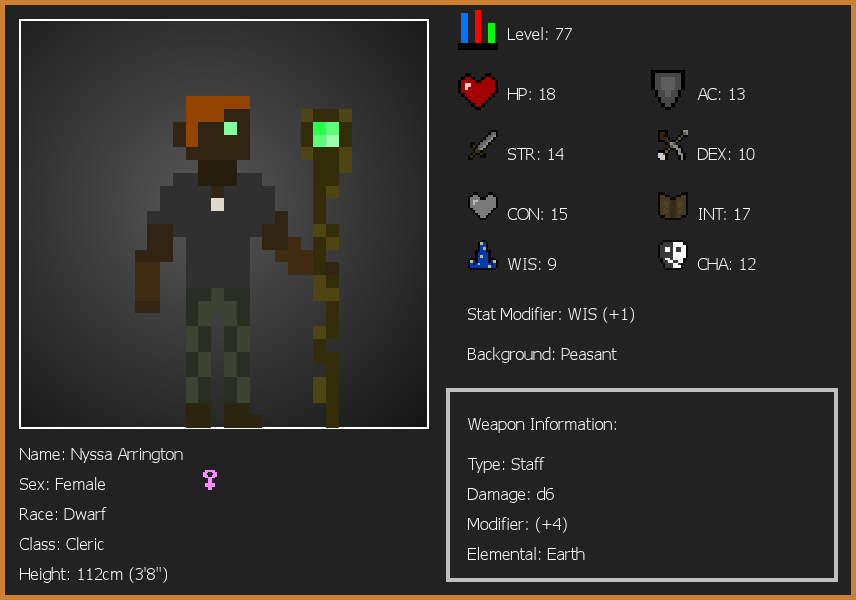 Level: 77
HP: 18
AC: 13
STR: 14
DEX: 10
CON: 15
INT: 17
WIS: 9
CHA: 12
Stat Modifier: WIS (+1)
Background: Peasant
Weapon Information:
Type: Staff
Damage: d6
Modifier: (+4)
Elemental: Earth
Name: Nyssa Arrington
Sex: Female
Race: Dwarf
Class: Cleric
Height: 112cm (3'8")